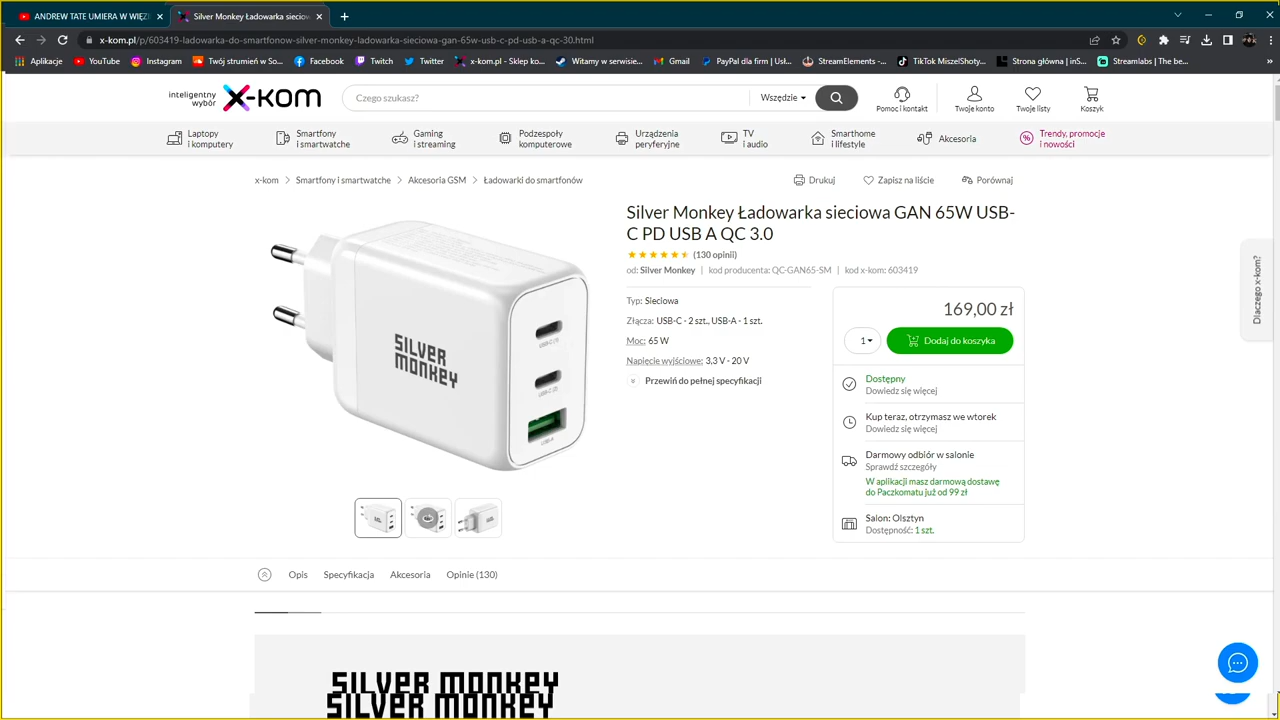 ANDREW TATE UMIERA W WIĘZI
Silver Monkey Ładowarka sieciow
x-kom.pl/p/603419-ladowarka-do-smartfonow-silver-monkey-ladowarka-sieciowa-gan-65w-usb-c-pd-usb-a-qc-30.html
Aplikacje YouTube Instagram Twój strumień w So... Facebook Twitch Twitter x-kom.pl - Sklep ko... Witamy w serwisie... Gmail PayPal dla firm | Usł... StreamElements -... TikTok MiszelShoty... Strona główna | inS... Streamlabs | The be...
inteligentny
wybór
x-kom
Czego szukasz?
Wszędzie
Pomoc i kontakt
Twoje konto
Twoje listy
Koszyk
Laptopy
i komputery
Smartfony
i smartwatche
Gaming
i streaming
Podzespoły
komputerowe
Urządzenia
peryferyjne
TV
i audio
Smarthome
i lifestyle
Akcesoria
Trendy, promocje
i nowości
x-kom > Smartfony i smartwatche > Akcesoria GSM > Ładowarki do smartfonów
Drukuj
Zapisz na liście
Porównaj
Silver Monkey Ładowarka sieciowa GAN 65W USB-
C PD USB A QC 3.0
(130 opinii)
od: Silver Monkey | kod producenta: QC-GAN65-SM | kod x-kom: 603419
Typ: Sieciowa
Złącza: USB-C - 2 szt., USB-A - 1 szt.
Moc: 65 W
Napięcie wyjściowe: 3,3 V - 20 V
Przewiń do pełnej specyfikacji
SILVER
MONKEY
USB-C (1)
USB-C (2)
USB-A
169,00 zł
1
Dodaj do koszyka
Dostępny
Dowiedz się więcej
Kup teraz, otrzymasz we wtorek
Dowiedz się więcej
Darmowy odbiór w salonie
Sprawdź szczegóły
W aplikacji masz darmową dostawę
do Paczkomatu już od 99 zł
Salon: Olsztyn
Dostępność: 1 szt.
Dlaczego x-kom?
Opis
Specyfikacja
Akcesoria
Opinie (130)
SILVER MONKEY
SILVER MONKEY